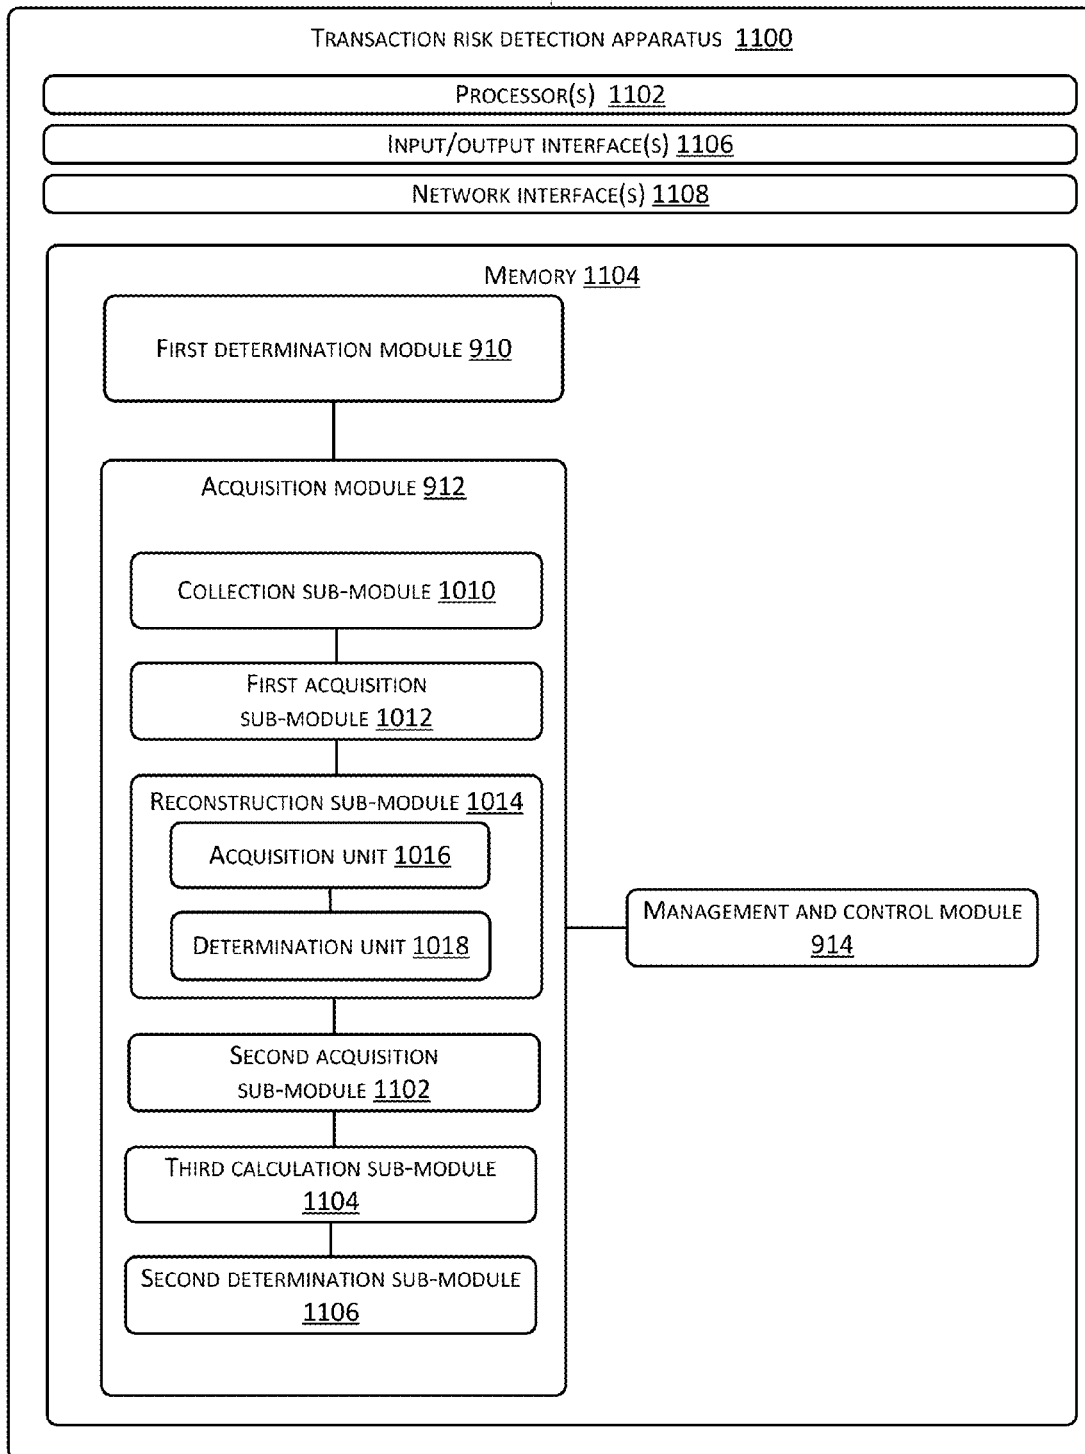 TRANSACTION RISK DETECTION APPARATUS 1100
PROCESSOR(S) 1102
INPUT/OUTPUT INTERFACE(S) 1106
NETWORK INTERFACE(S) 1108
MEMORY 1104
FIRST DETERMINATION MODULE 910
ACQUISITION MODULE 912
COLLECTION SUB-MODULE 1010
FIRST ACQUISITION
SUB-MODULE 1012
RECONSTRUCTION SUB-MODULE 1014
ACQUISITION UNIT 1016
DETERMINATION UNIT 1018
MANAGEMENT AND CONTROL MODULE
914
SECOND ACQUISITION
SUB-MODULE 1102
THIRD CALCULATION SUB-MODULE
1104
SECOND DETERMINATION SUB-MODULE
1106